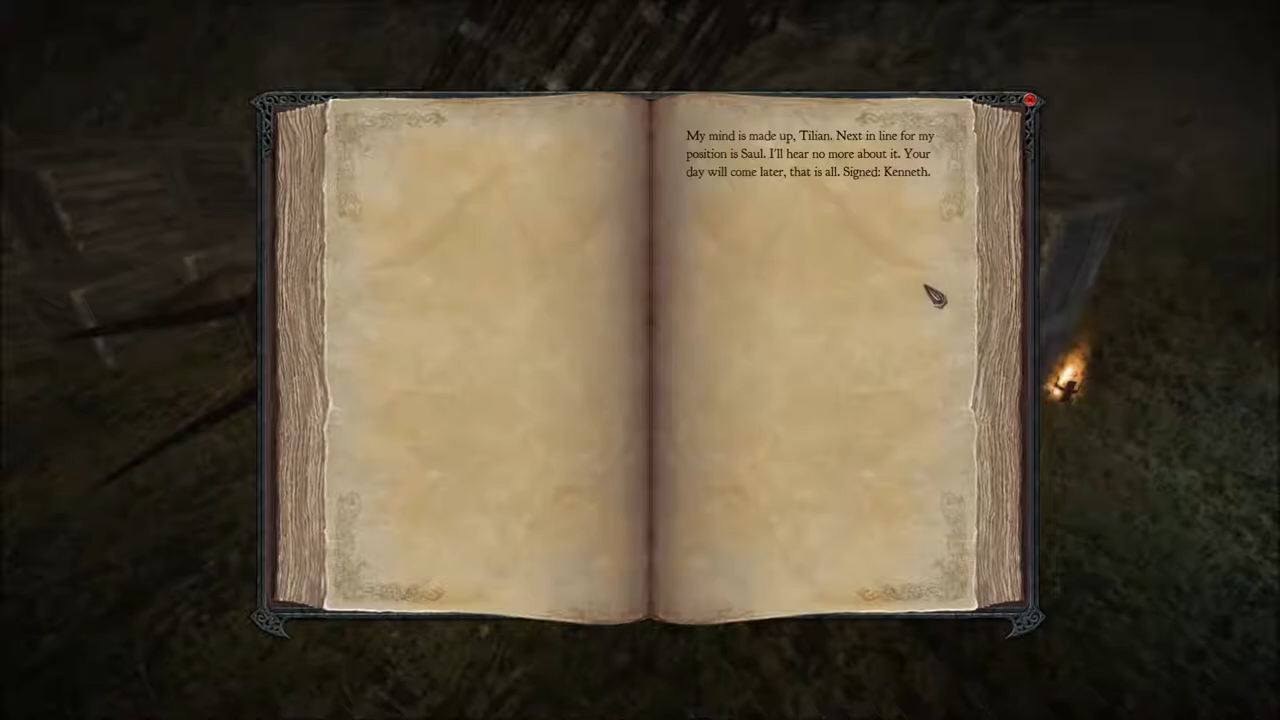 My mind is made up, Tilian. Next in line for my
position is Saul. I'll hear no more about it. Your
day will come later, that is all. Signed: Kenneth.